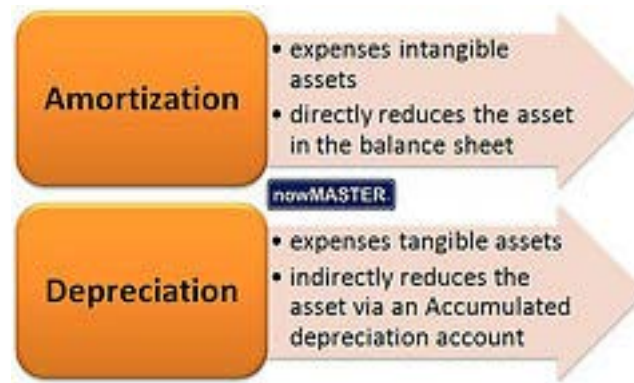 Amortization
• expenses intangible
assets
• directly reduces the asset
in the balance sheet
nowMASTER.
Depreciation
• expenses tangible assets
• indirectly reduces the
asset via an Accumulated
depreciation account